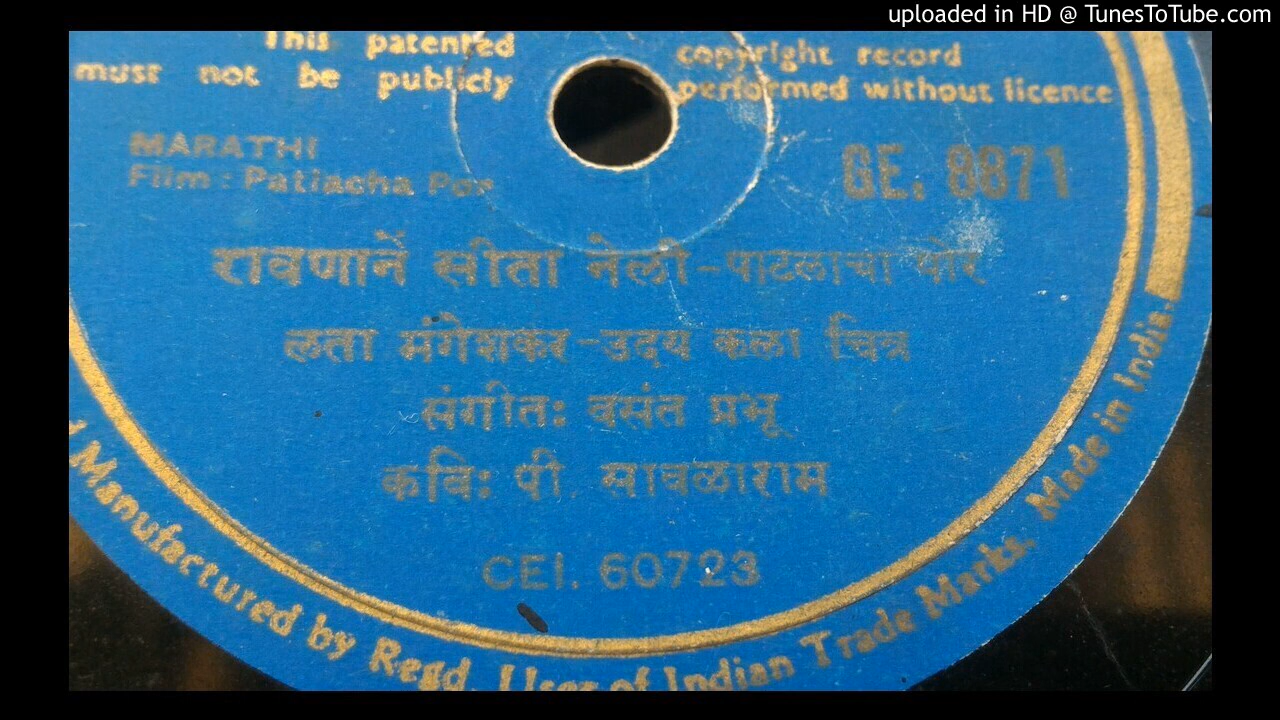 uploaded in HD @ TunesToTube.com
This patented copyright record
must not be publicly performed without licence
MARATHI
Film : Patlacha Por
GE. 8871
रावणानें सीता नेली-पाटलाचा पोर
लता मंगेशकर-उदय कला चित्र
संगीतः वसंत प्रभू
कविः पी सावळाराम
CEI. 60723
Manufactured by Regd. User of Indian Trade Marks. Made in India.